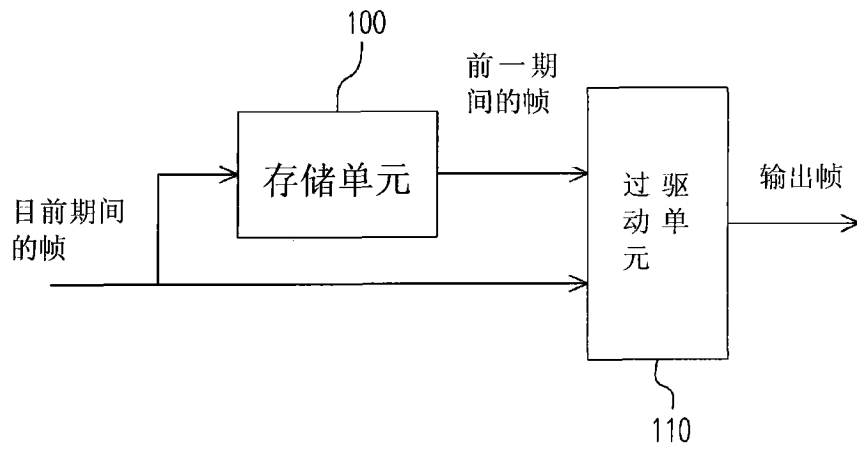 100
前一期
间的帧
存储单元
过驱
动单
元
输出帧
目前期间
的帧
110